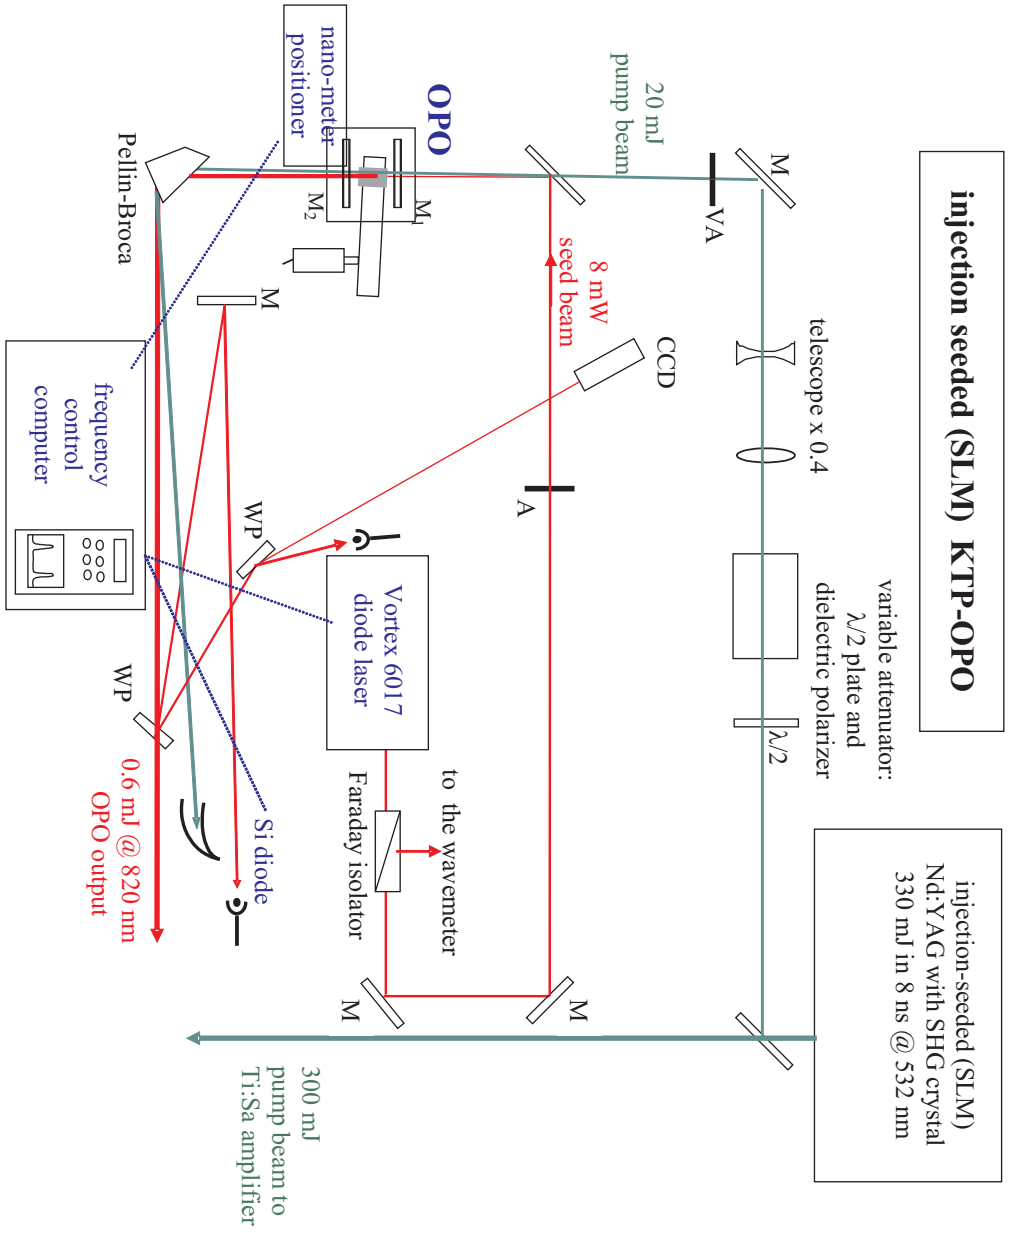 injection seeded (SLM) KTP-OPO
injection-seeded (SLM)
Nd:YAG with SHG crystal
330 mJ in 8 ns @ 532 nm
variable attenuator:
λ/2 plate and
dielectric polarizer
λ/2
telescope x 0.4
M
VA
20 mJ
pump beam
8 mW
seed beam
CCD
A
OPO
nano-meter
positioner
M1
M2
Pellin-Broca
M
WP
Vortex 6017
diode laser
to the wavemeter
Faraday isolator
M
M
frequency
control
computer
WP
Si diode
0.6 mJ @ 820 nm
OPO output
300 mJ
pump beam to
Ti:Sa amplifier